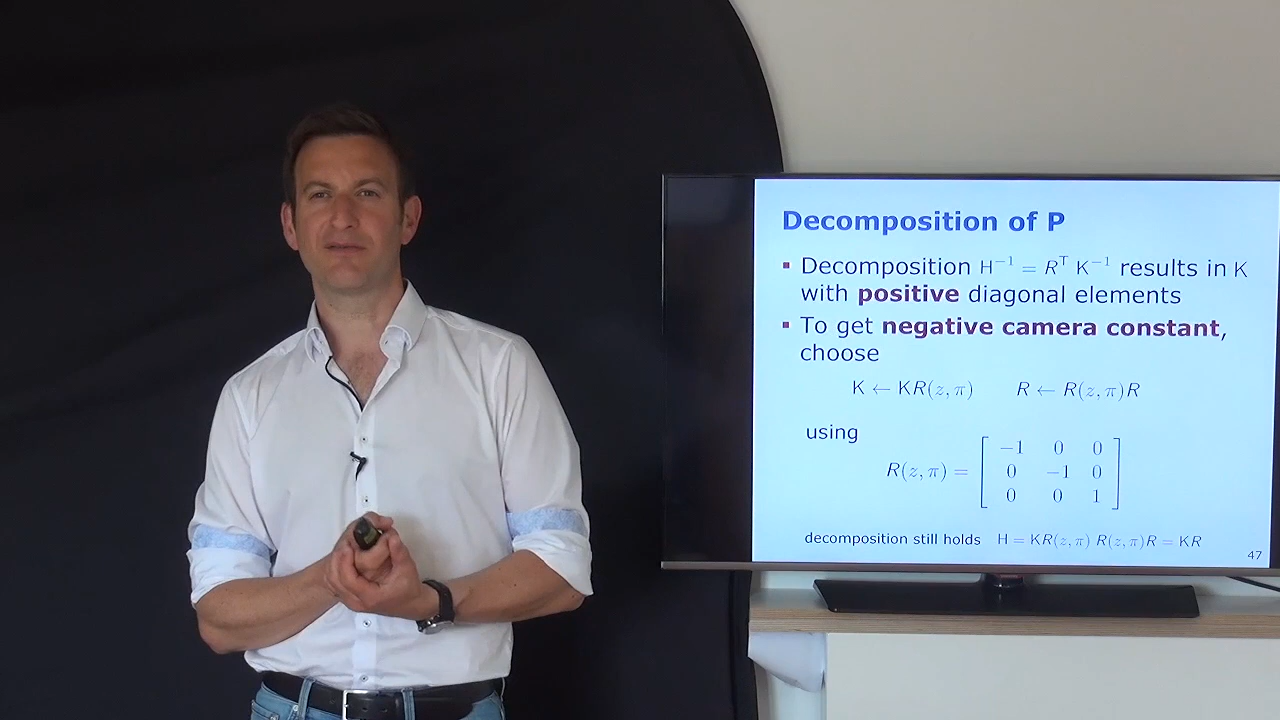 Decomposition of P
▪ Decomposition H⁻¹ = Rᵀ K⁻¹ results in K
with positive diagonal elements
▪ To get negative camera constant,
choose
K ← KR(z, π) R ← R(z, π)R
using
R(z, π) = [ −1 0 0
0 −1 0
0 0 1 ]
decomposition still holds H = KR(z, π) R(z, π)R = KR
47